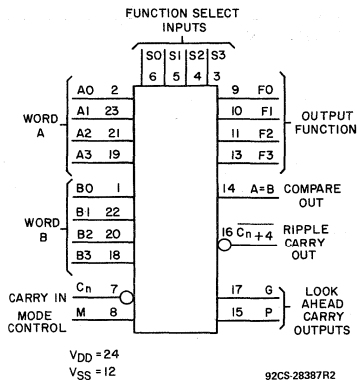 FUNCTION SELECT
INPUTS
S0 S1 S2 S3
6 5 4 3
WORD
A
A0 2
A1 23
A2 21
A3 19
9 F0
10 F1
11 F2
13 F3
OUTPUT
FUNCTION
WORD
B
B0 1
B1 22
B2 20
B3 18
14 A=B COMPARE
OUT
16 C̅n+4 RIPPLE
CARRY
OUT
CARRY IN Cn 7
MODE
CONTROL M 8
17 G
15 P
LOOK
AHEAD
CARRY
OUTPUTS
VDD = 24
VSS = 12
92CS-28387R2